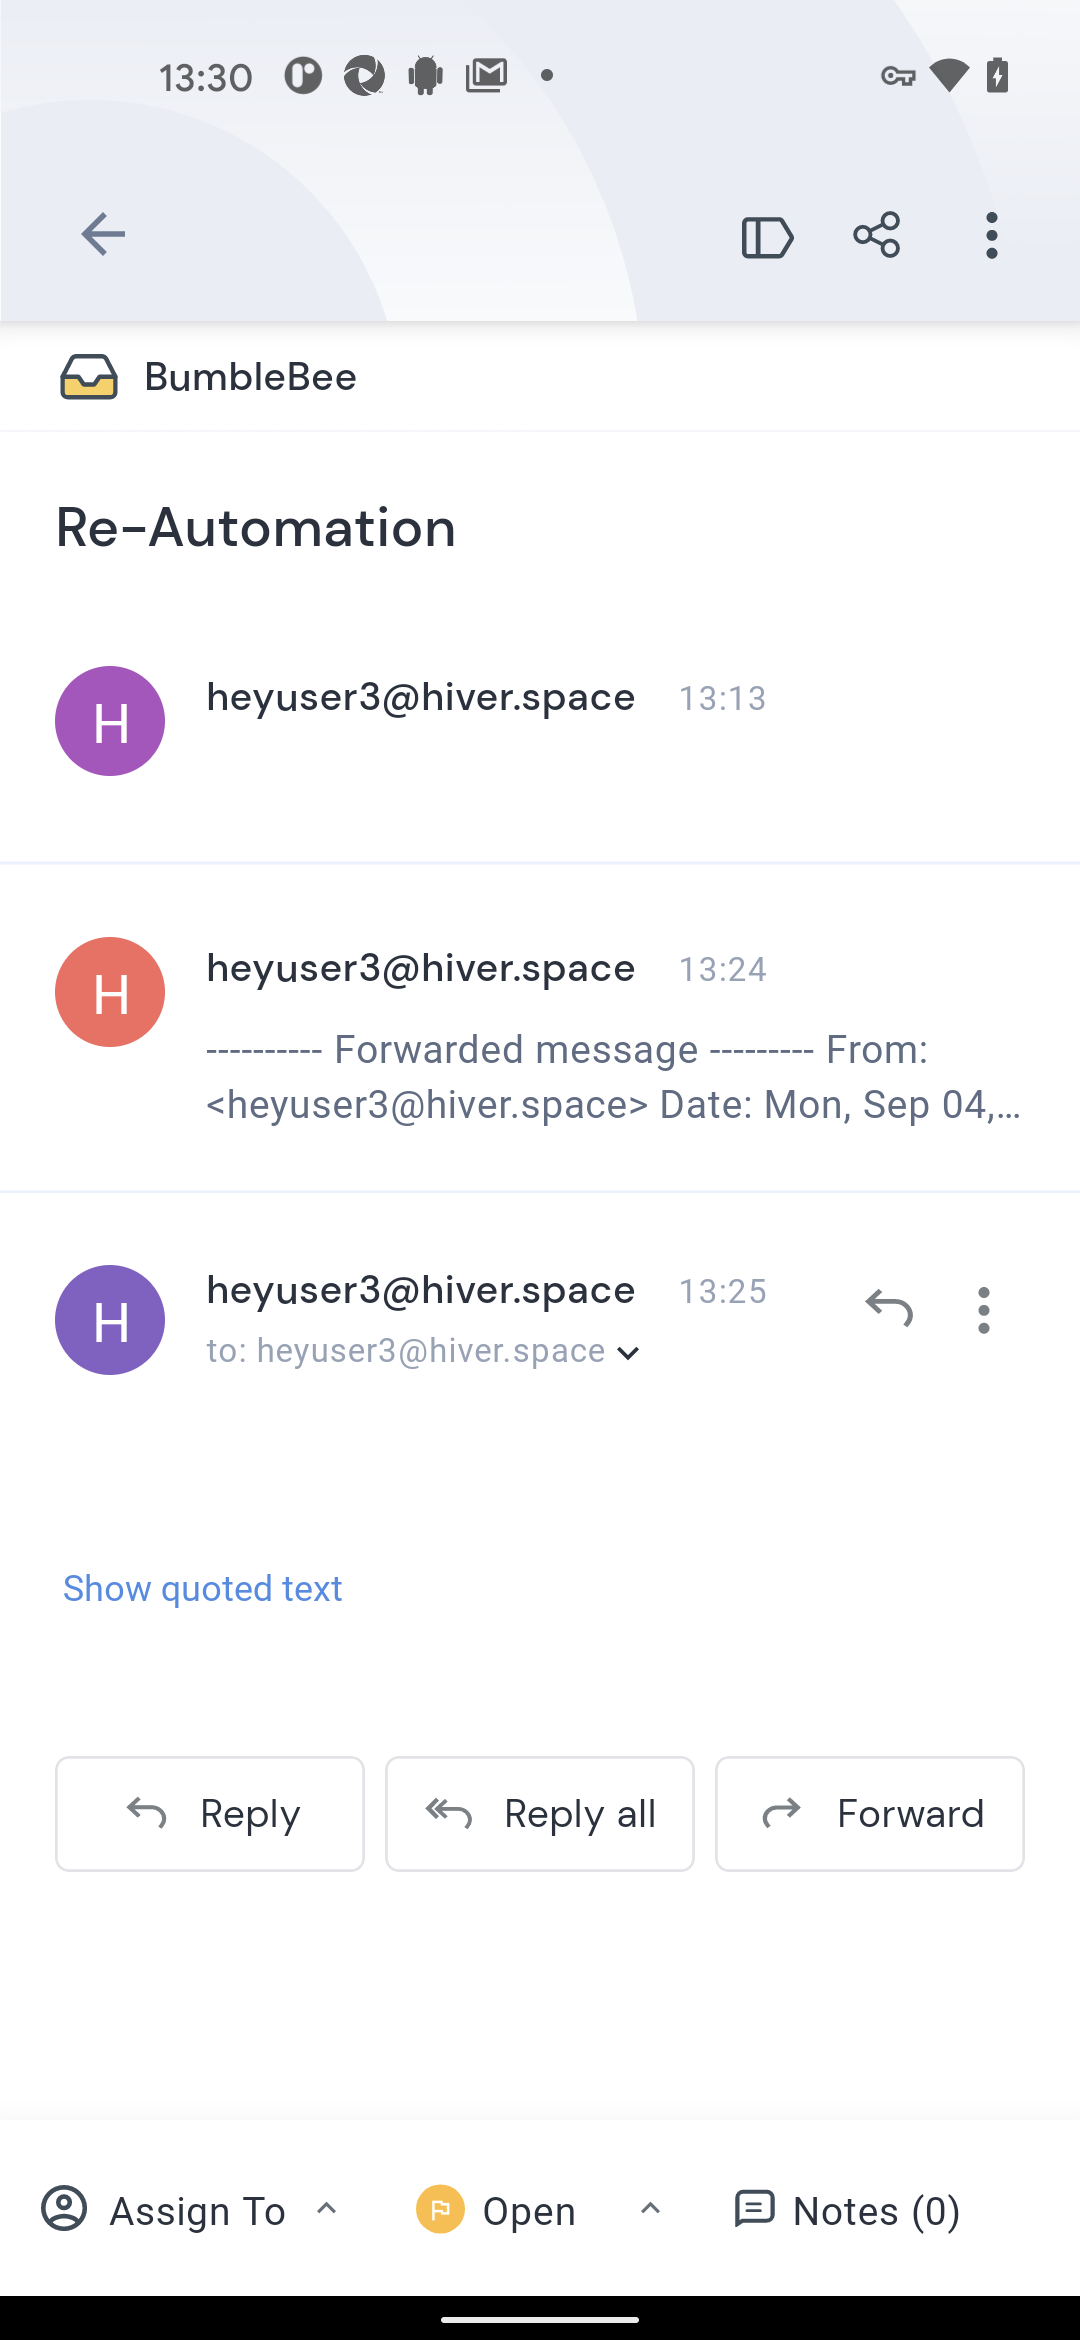 13:30
BumbleBee
Re-Automation
H
heyuser3@hiver.space 13:13
H
heyuser3@hiver.space 13:24
---------- Forwarded message --------- From:
<heyuser3@hiver.space> Date: Mon, Sep 04,...
H
heyuser3@hiver.space 13:25
to: heyuser3@hiver.space
Show quoted text
Reply Reply all Forward
Assign To Open Notes (0)